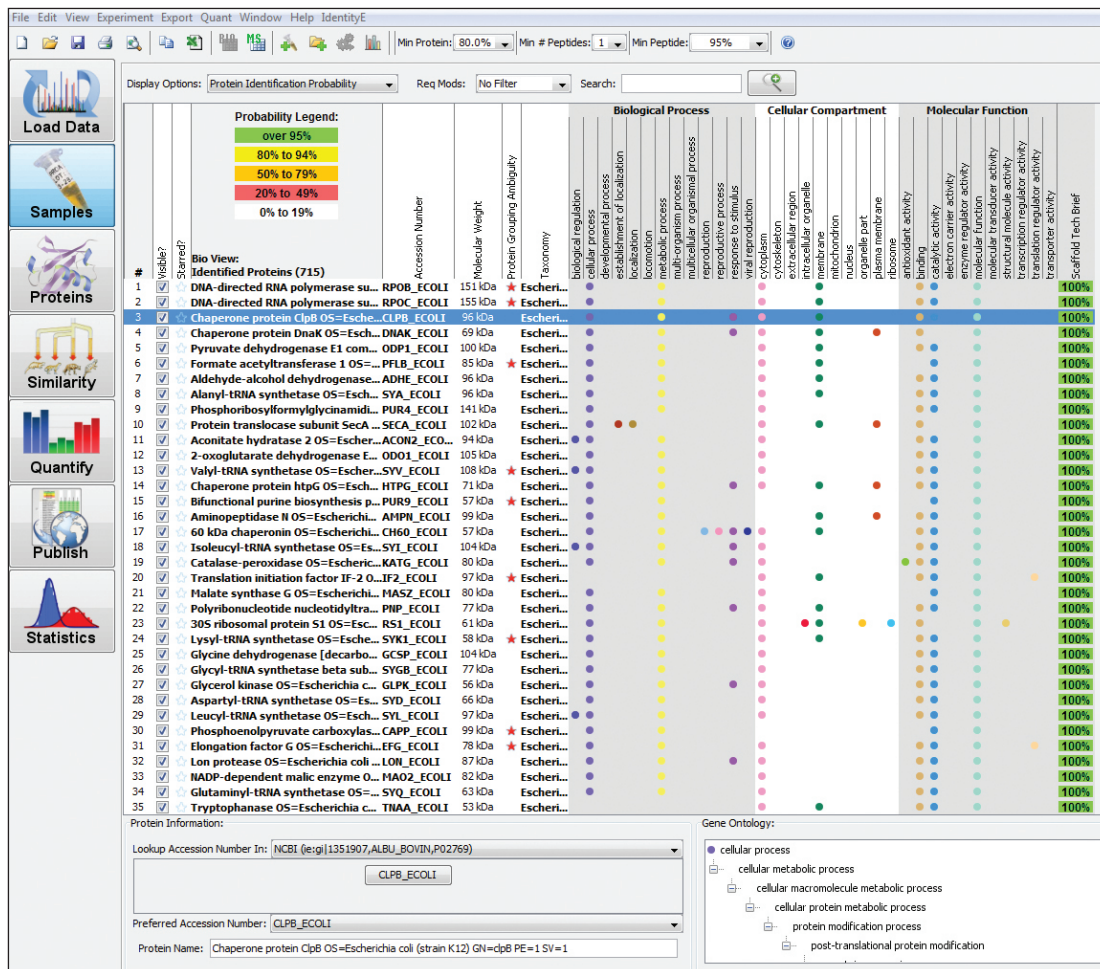 File Edit View Experiment Export Quant Window Help IdentityE
Min Protein: 80.0% Min # Peptides: 1 Min Peptide: 95%
Load Data
Samples
Proteins
Similarity
Quantify
Publish
Statistics
Display Options: Protein Identification Probability Req Mods: No Filter Search:
Probability Legend:
over 95%
80% to 94%
50% to 79%
20% to 49%
0% to 19%
Bio View:
Identified Proteins (715)
#
Visible?
Starred?
Accession Number
Molecular Weight
Protein Grouping Ambiguity
Taxonomy
Biological Process
biological regulation
cellular process
developmental process
establishment of localization
localization
locomotion
metabolic process
multi-organism process
multicellular organismal process
reproduction
reproductive process
response to stimulus
viral reproduction
Cellular Compartment
cytoplasm
cytoskeleton
extracellular region
intracellular organelle
membrane
mitochondrion
nucleus
organelle part
plasma membrane
ribosome
Molecular Function
antioxidant activity
binding
catalytic activity
electron carrier activity
enzyme regulator activity
molecular function
molecular transducer activity
structural molecule activity
transcription regulator activity
translation regulator activity
transporter activity
Scaffold Tech Brief
1 DNA-directed RNA polymerase su... RPOB_ECOLI 151 kDa Escheri... 100%
2 DNA-directed RNA polymerase su... RPOC_ECOLI 155 kDa Escheri... 100%
3 Chaperone protein ClpB OS=Esche... CLPB_ECOLI 96 kDa Escheri... 100%
4 Chaperone protein DnaK OS=Esch... DNAK_ECOLI 69 kDa Escheri... 100%
5 Pyruvate dehydrogenase E1 com... ODP1_ECOLI 100 kDa Escheri... 100%
6 Formate acetyltransferase 1 OS=... PFLB_ECOLI 85 kDa Escheri... 100%
7 Aldehyde-alcohol dehydrogenase... ADHE_ECOLI 96 kDa Escheri... 100%
8 Alanyl-tRNA synthetase OS=Esch... SYA_ECOLI 96 kDa Escheri... 100%
9 Phosphoribosylformylglycinamidi... PUR4_ECOLI 141 kDa Escheri... 100%
10 Protein translocase subunit SecA ... SECA_ECOLI 102 kDa Escheri... 100%
11 Aconitate hydratase 2 OS=Escher... ACON2_ECO... 94 kDa Escheri... 100%
12 2-oxoglutarate dehydrogenase E... ODO1_ECOLI 105 kDa Escheri... 100%
13 Valyl-tRNA synthetase OS=Escher... SYV_ECOLI 108 kDa Escheri... 100%
14 Chaperone protein htpG OS=Esch... HTPG_ECOLI 71 kDa Escheri... 100%
15 Bifunctional purine biosynthesis p... PUR9_ECOLI 57 kDa Escheri... 100%
16 Aminopeptidase N OS=Escherichi... AMPN_ECOLI 99 kDa Escheri... 100%
17 60 kDa chaperonin OS=Escherichi... CH60_ECOLI 57 kDa Escheri... 100%
18 Isoleucyl-tRNA synthetase OS=Es... SYI_ECOLI 104 kDa Escheri... 100%
19 Catalase-peroxidase OS=Escheric... KATG_ECOLI 80 kDa Escheri... 100%
20 Translation initiation factor IF-2 O... IF2_ECOLI 97 kDa Escheri... 100%
21 Malate synthase G OS=Escherichi... MASZ_ECOLI 80 kDa Escheri... 100%
22 Polyribonucleotide nucleotidyltra... PNP_ECOLI 77 kDa Escheri... 100%
23 30S ribosomal protein S1 OS=Esc... RS1_ECOLI 61 kDa Escheri... 100%
24 Lysyl-tRNA synthetase OS=Esche... SYK1_ECOLI 58 kDa Escheri... 100%
25 Glycine dehydrogenase [decarbo... GCSP_ECOLI 104 kDa Escheri... 100%
26 Glycyl-tRNA synthetase beta sub... SYGB_ECOLI 77 kDa Escheri... 100%
27 Glycerol kinase OS=Escherichia c... GLPK_ECOLI 56 kDa Escheri... 100%
28 Aspartyl-tRNA synthetase OS=Es... SYD_ECOLI 66 kDa Escheri... 100%
29 Leucyl-tRNA synthetase OS=Esch... SYL_ECOLI 97 kDa Escheri... 100%
30 Phosphoenolpyruvate carboxylas... CAPP_ECOLI 99 kDa Escheri... 100%
31 Elongation factor G OS=Escherichi... EFG_ECOLI 78 kDa Escheri... 100%
32 Lon protease OS=Escherichia coli ... LON_ECOLI 87 kDa Escheri... 100%
33 NADP-dependent malic enzyme O... MAO2_ECOLI 82 kDa Escheri... 100%
34 Glutaminyl-tRNA synthetase OS=... SYQ_ECOLI 63 kDa Escheri... 100%
35 Tryptophanase OS=Escherichia c... TNAA_ECOLI 53 kDa Escheri... 100%
Protein Information:
Lookup Accession Number In: NCBI (ie:gi|1351907,ALBU_BOVIN,P02769)
CLPB_ECOLI
Preferred Accession Number: CLPB_ECOLI
Protein Name: Chaperone protein ClpB OS=Escherichia coli (strain K12) GN=clpB PE=1 SV=1
Gene Ontology:
cellular process
cellular metabolic process
cellular macromolecule metabolic process
cellular protein metabolic process
protein modification process
post-translational protein modification